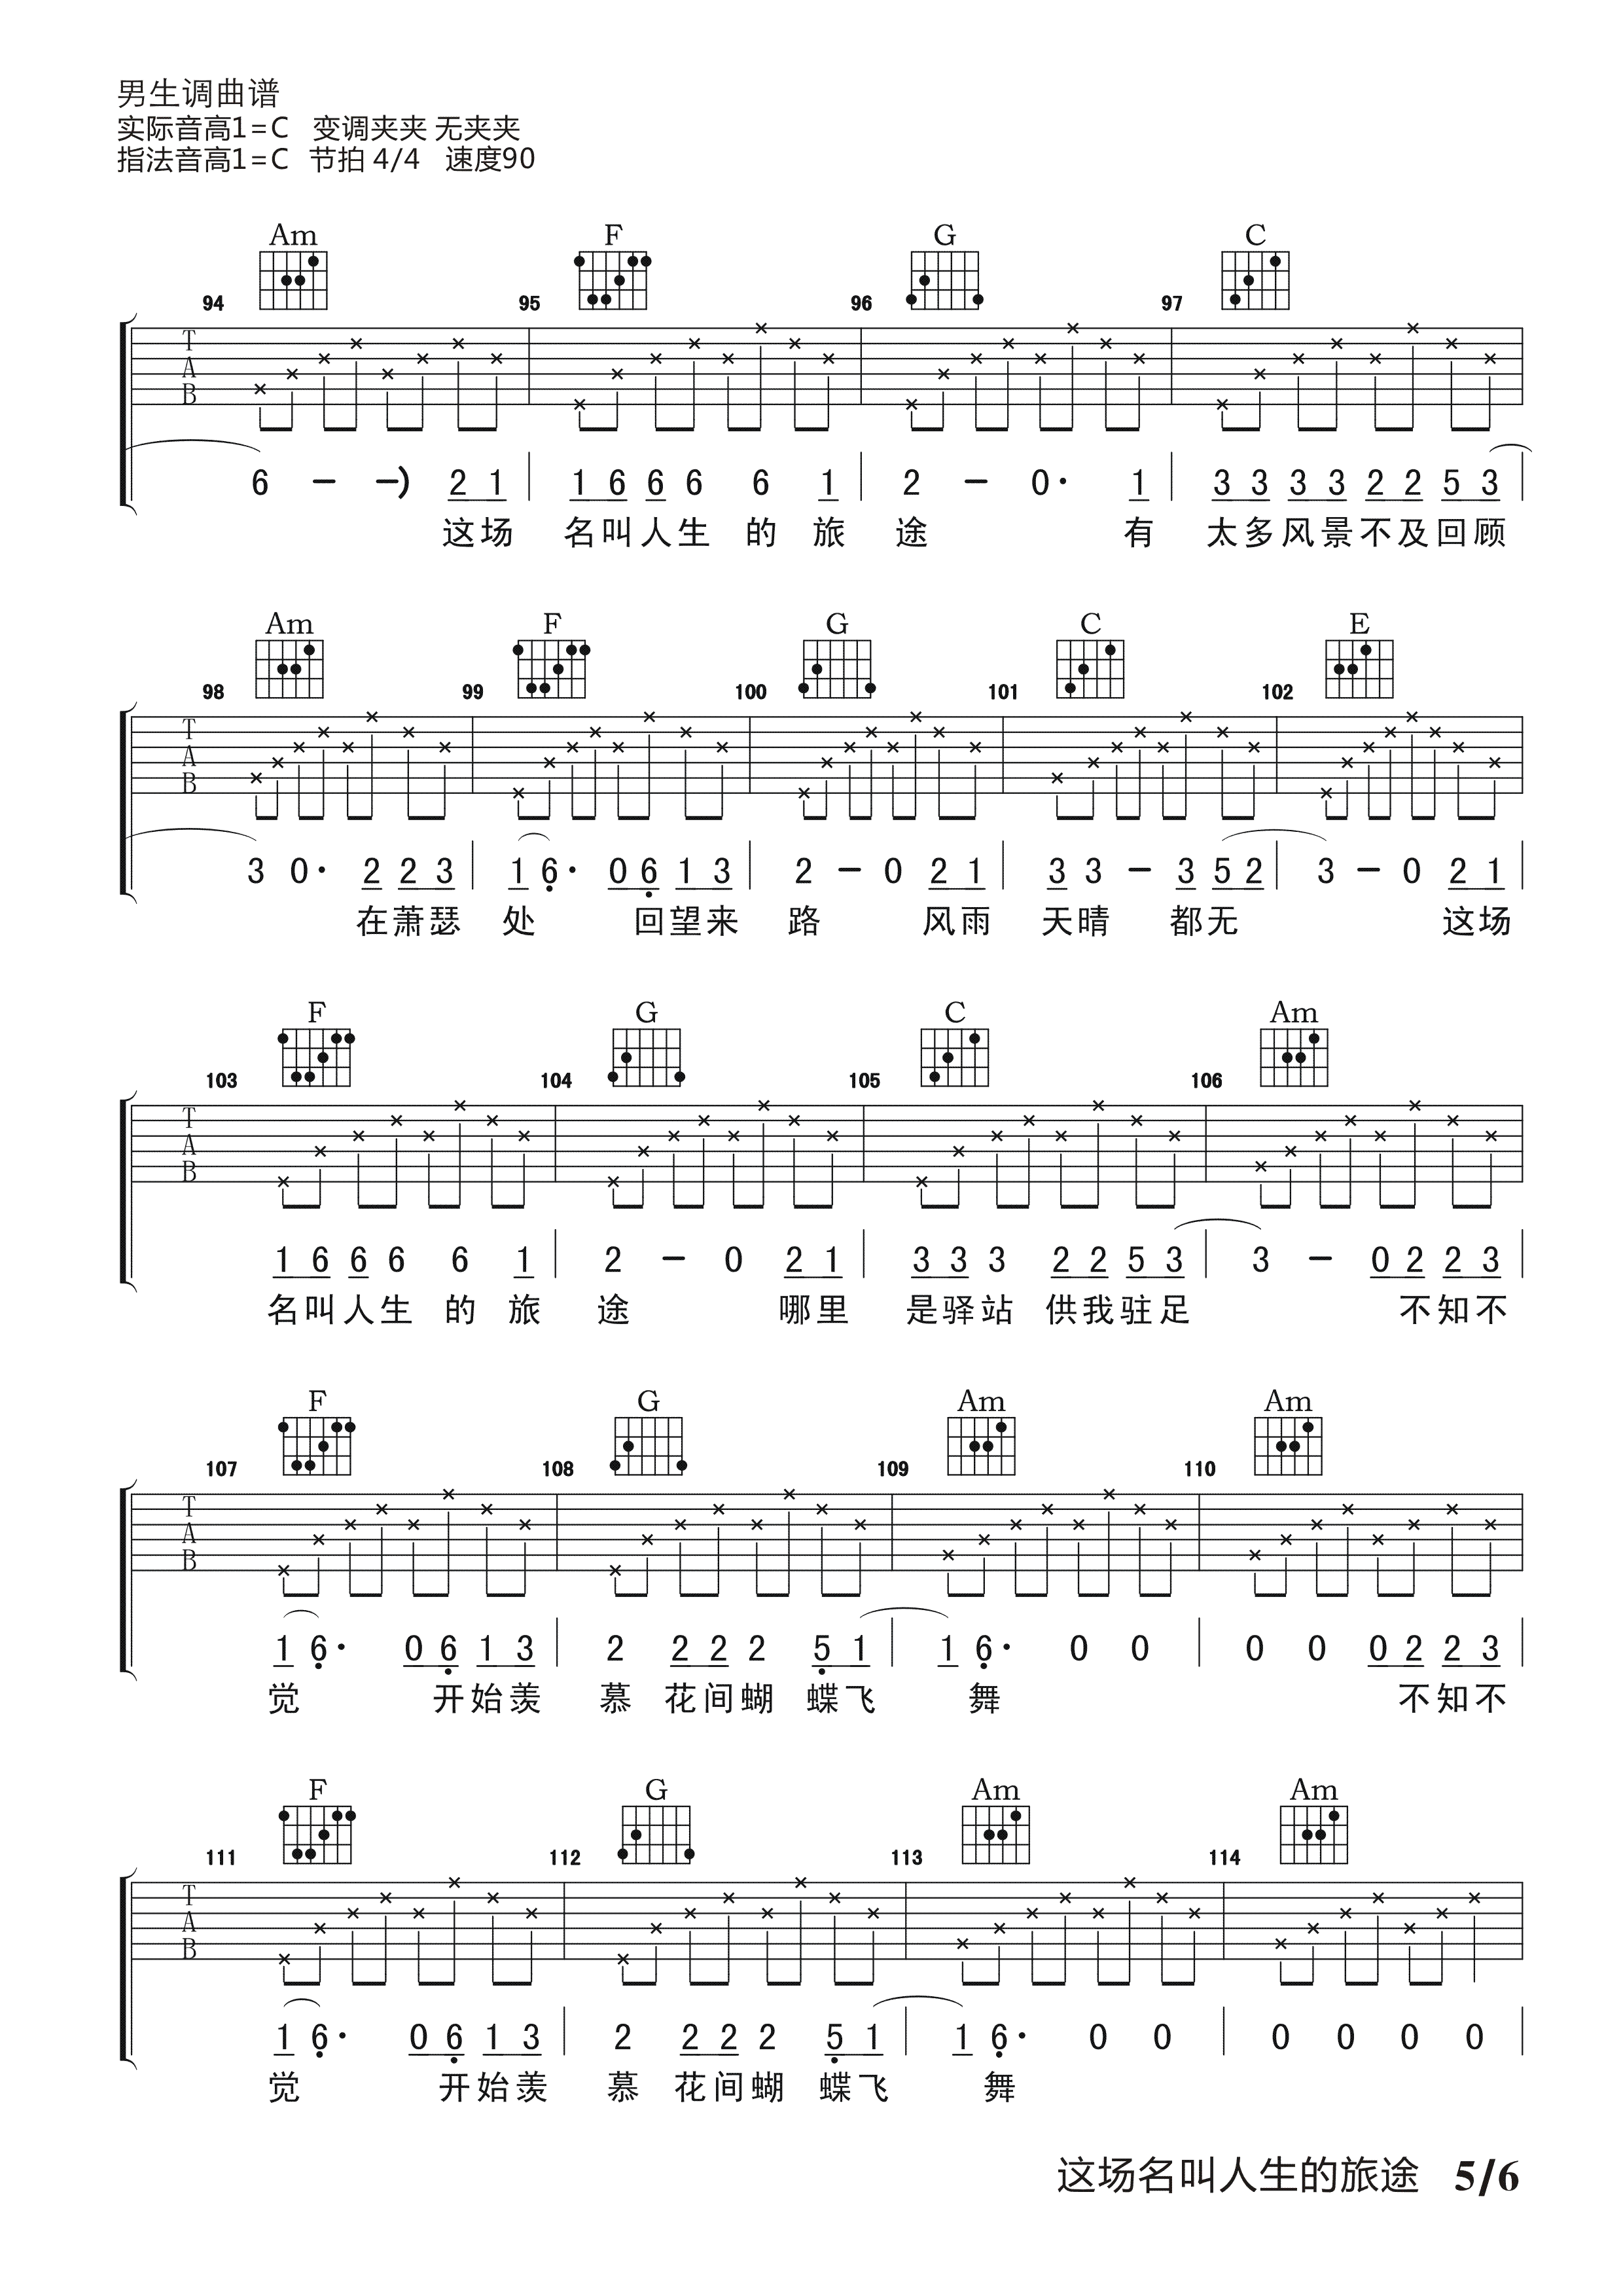 男生调曲谱
实际音高1=C 变调夹夹 无夹夹
指法音高1=C 节拍 4/4 速度90
Am F G C
94 95 96 97
T
A
B
6 – –) 2 1 | 1 6 6 6 6 1 | 2 – 0· 1 | 3 3 3 3 2 2 5 3 |
这场 名叫人生 的 旅 途 有 太多风景不及回顾
Am F G C E
98 99 100 101 102
T
A
B
3 0· 2 2 3 | 1 6· 0 6 1 3 | 2 – 0 2 1 | 3 3 – 3 5 2 | 3 – 0 2 1 |
在萧瑟 处 回望来 路 风雨 天晴 都无 这场
F G C Am
103 104 105 106
T
A
B
1 6 6 6 6 1 | 2 – 0 2 1 | 3 3 3 2 2 5 3 | 3 – 0 2 2 3 |
名叫人生 的 旅 途 哪里 是驿站 供我驻足 不知不
F G Am Am
107 108 109 110
T
A
B
1 6· 0 6 1 3 | 2 2 2 2 5 1 | 1 6· 0 0 | 0 0 0 2 2 3 |
觉 开始羡 慕 花间蝴 蝶飞 舞 不知不
F G Am Am
111 112 113 114
T
A
B
1 6· 0 6 1 3 | 2 2 2 2 5 1 | 1 6· 0 0 | 0 0 0 0 |
觉 开始羡 慕 花间蝴 蝶飞 舞
这场名叫人生的旅途 5/6